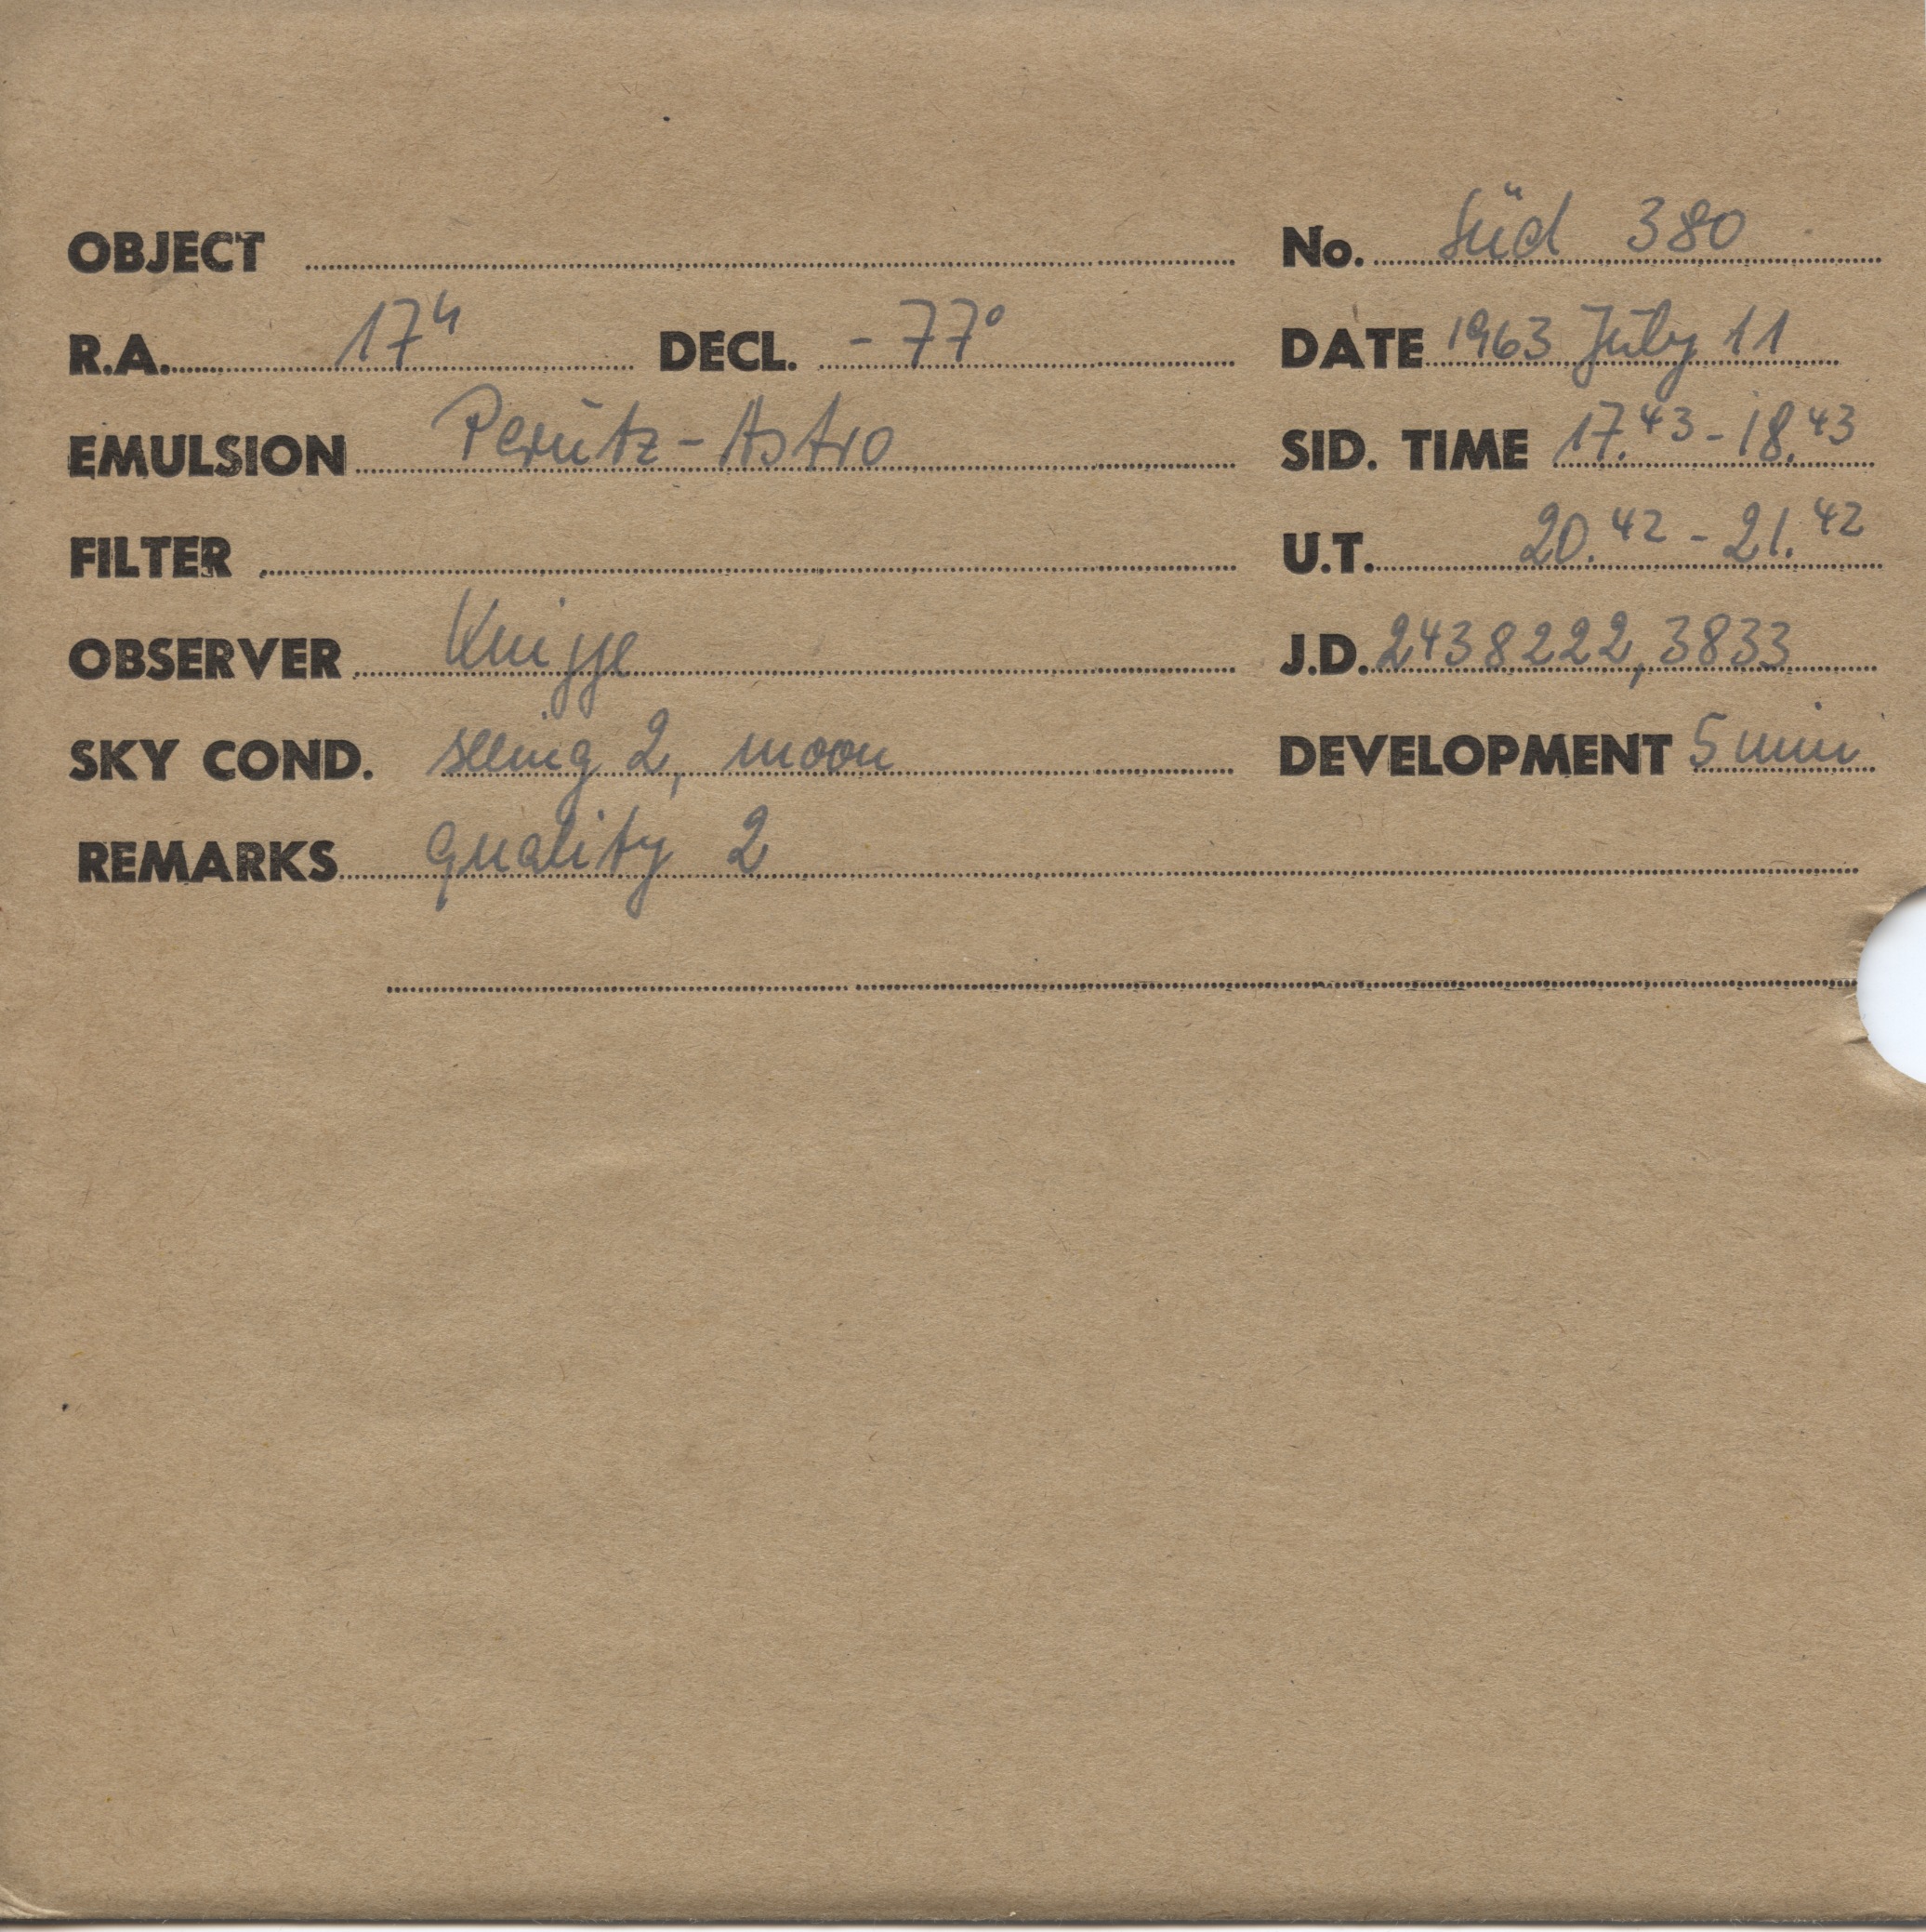 OBJECT No. Süd 380
R.A. 17h DECL. -77° DATE 1963 July 11
EMULSION Perutz-Astro SID. TIME 17.43-18.43
FILTER U.T. 20.42-21.42
OBSERVER Knigge J.D. 2438222,3833
SKY COND. seeing 2, moon DEVELOPMENT 5 min
REMARKS quality 2